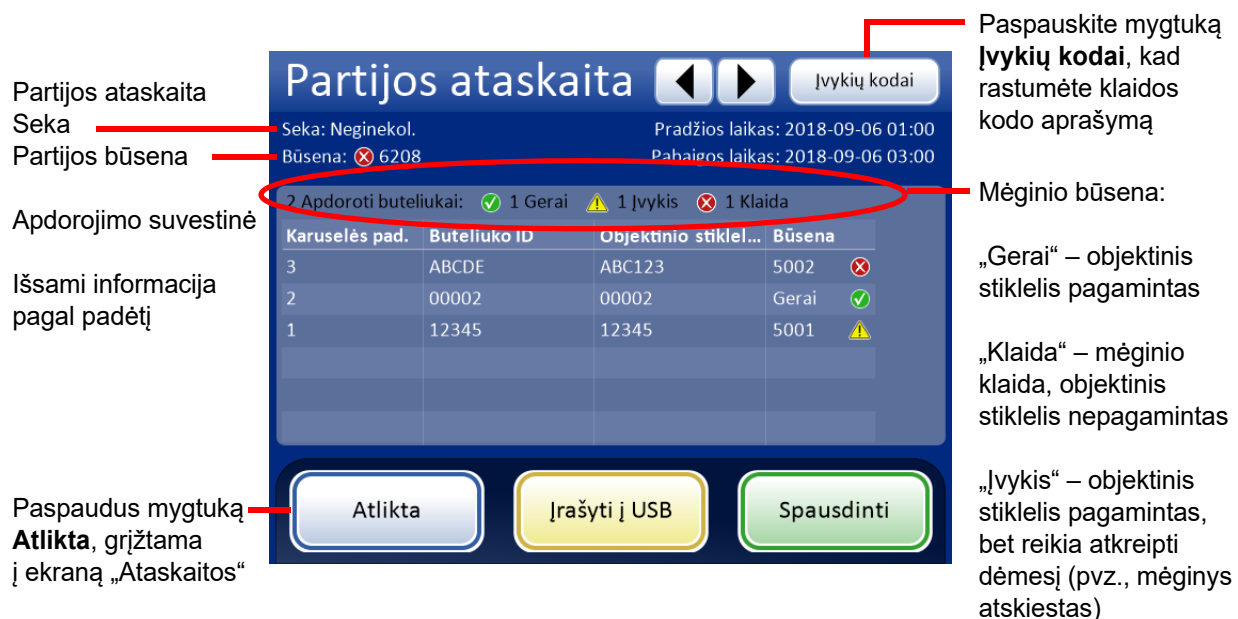 Partijos ataskaita
Seka
Partijos būsena
Apdorojimo suvestinė
Išsami informacija
pagal padėtį
Paspaudus mygtuką
Atlikta, grįžtama
į ekraną „Ataskaitos“
Partijos ataskaita
Įvykių kodai
Seka: Neginekol.
Pradžios laikas: 2018-09-06 01:00
Būsena: 6208
Pabaigos laikas: 2018-09-06 03:00
2 Apdoroti buteliukai: 1 Gerai 1 Įvykis 1 Klaida
Karuselės pad. Buteliuko ID Objektinio stiklel... Būsena
3 ABCDE ABC123 5002
2 00002 00002 Gerai
1 12345 12345 5001
Atlikta
Įrašyti į USB
Spausdinti
Paspauskite mygtuką
Įvykių kodai, kad
rastumėte klaidos
kodo aprašymą
Mėginio būsena:
„Gerai“ – objektinis
stiklelis pagamintas
„Klaida“ – mėginio
klaida, objektinis
stiklelis nepagamintas
„Įvykis“ – objektinis
stiklelis pagamintas,
bet reikia atkreipti
dėmesį (pvz., mėginys
atskiestas)